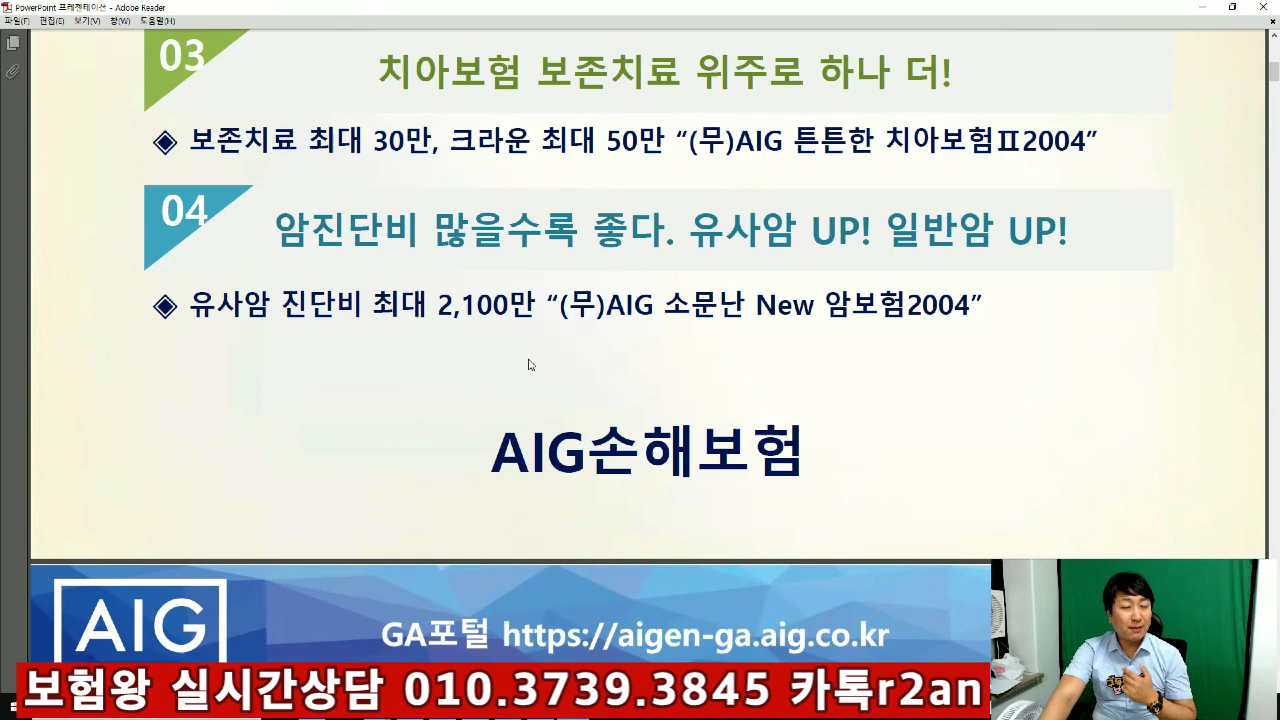 PowerPoint 프레젠테이션 - Adobe Reader
파일(F) 편집(E) 보기(V) 창(W) 도움말(H)
03
치아보험 보존치료 위주로 하나 더!
◈ 보존치료 최대 30만, 크라운 최대 50만 “(무)AIG 튼튼한 치아보험Ⅱ2004”
04
암진단비 많을수록 좋다. 유사암 UP! 일반암 UP!
◈ 유사암 진단비 최대 2,100만 “(무)AIG 소문난 New 암보험2004”
AIG손해보험
AIG
GA포털 https://aigen-ga.aig.co.kr
보험왕 실시간상담 010.3739.3845 카톡r2an